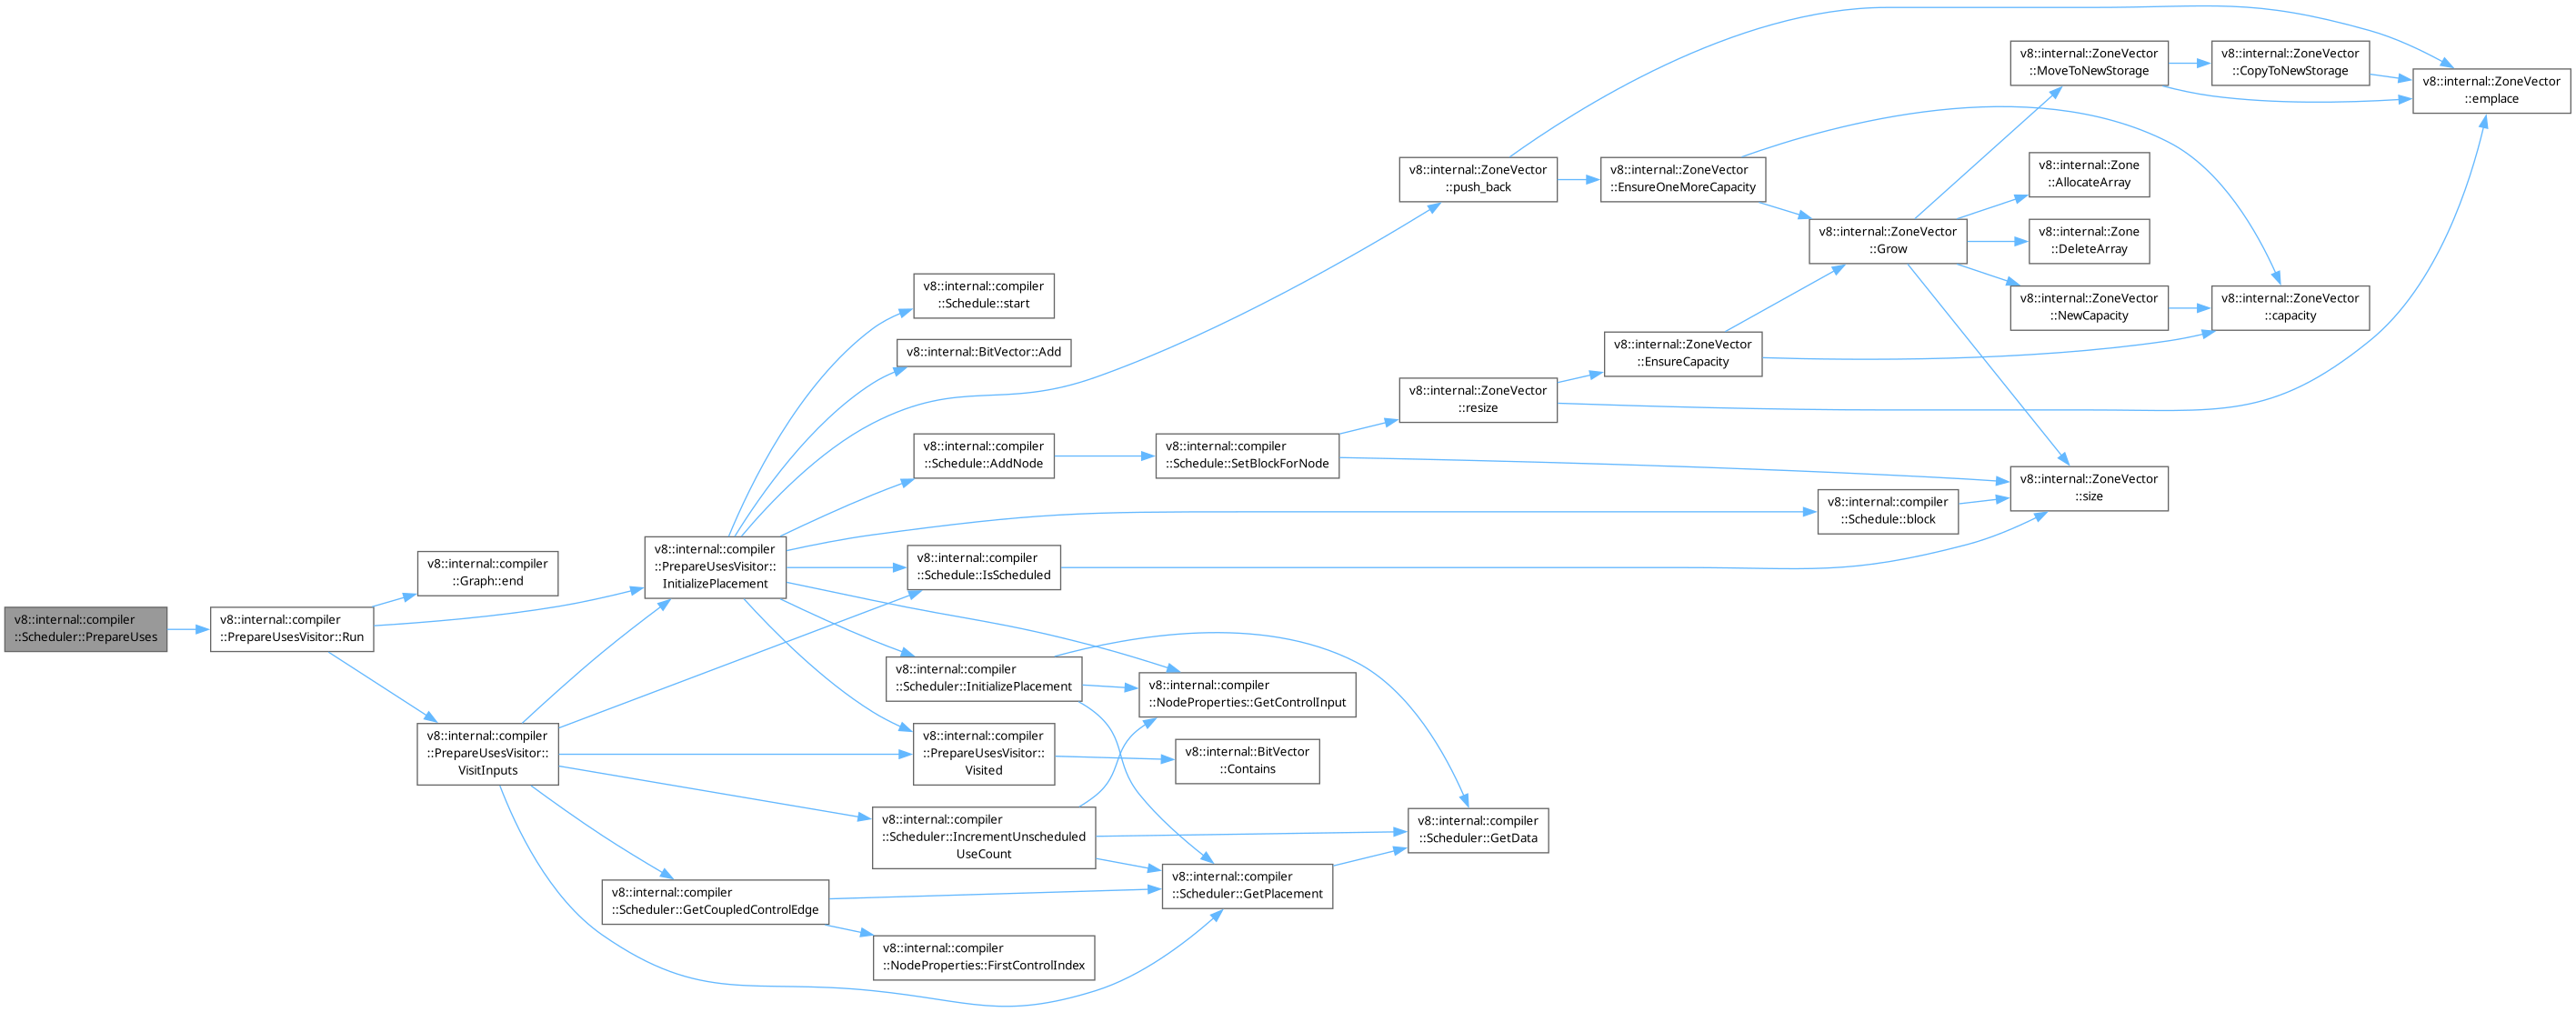 v8::internal::compiler
::Scheduler::PrepareUses
v8::internal::compiler
::PrepareUsesVisitor::Run
v8::internal::compiler
::Graph::end
v8::internal::compiler
::PrepareUsesVisitor::
InitializePlacement
v8::internal::compiler
::PrepareUsesVisitor::
VisitInputs
v8::internal::compiler
::Schedule::start
v8::internal::BitVector::Add
v8::internal::compiler
::Schedule::AddNode
v8::internal::compiler
::Schedule::IsScheduled
v8::internal::compiler
::Scheduler::InitializePlacement
v8::internal::compiler
::PrepareUsesVisitor::
Visited
v8::internal::compiler
::Scheduler::IncrementUnscheduled
UseCount
v8::internal::compiler
::Scheduler::GetCoupledControlEdge
v8::internal::compiler
::NodeProperties::FirstControlIndex
v8::internal::compiler
::Schedule::SetBlockForNode
v8::internal::compiler
::NodeProperties::GetControlInput
v8::internal::BitVector
::Contains
v8::internal::compiler
::Scheduler::GetPlacement
v8::internal::compiler
::Scheduler::GetData
v8::internal::ZoneVector
::push_back
v8::internal::ZoneVector
::resize
v8::internal::ZoneVector
::EnsureOneMoreCapacity
v8::internal::ZoneVector
::EnsureCapacity
v8::internal::ZoneVector
::Grow
v8::internal::compiler
::Schedule::block
v8::internal::ZoneVector
::MoveToNewStorage
v8::internal::Zone
::AllocateArray
v8::internal::Zone
::DeleteArray
v8::internal::ZoneVector
::NewCapacity
v8::internal::ZoneVector
::size
v8::internal::ZoneVector
::CopyToNewStorage
v8::internal::ZoneVector
::capacity
v8::internal::ZoneVector
::emplace